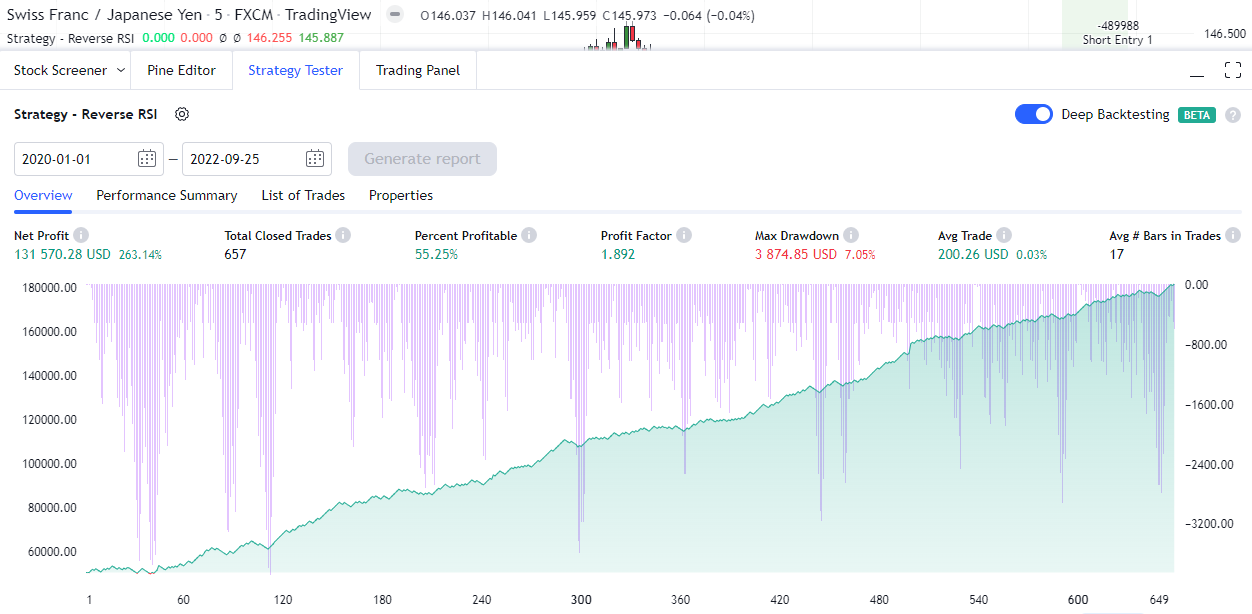 Swiss Franc / Japanese Yen · 5 · FXCM · TradingView O146.037 H146.041 L145.959 C145.973 −0.064 (−0.04%)
Strategy - Reverse RSI 0.000 0.000 Ø Ø 146.255 145.887
-489988
Short Entry 1
146.500
Stock Screener Pine Editor Strategy Tester Trading Panel
Strategy - Reverse RSI Deep Backtesting BETA ?
2020-01-01 — 2022-09-25 Generate report
Overview Performance Summary List of Trades Properties
Net Profit Total Closed Trades Percent Profitable Profit Factor Max Drawdown Avg Trade Avg # Bars in Trades
131 570.28 USD 263.14% 657 55.25% 1.892 3 874.85 USD 7.05% 200.26 USD 0.03% 17
180000.00 0.00
160000.00
−800.00
140000.00
−1600.00
120000.00
100000.00 −2400.00
80000.00
−3200.00
60000.00
1 60 120 180 240 300 360 420 480 540 600 649